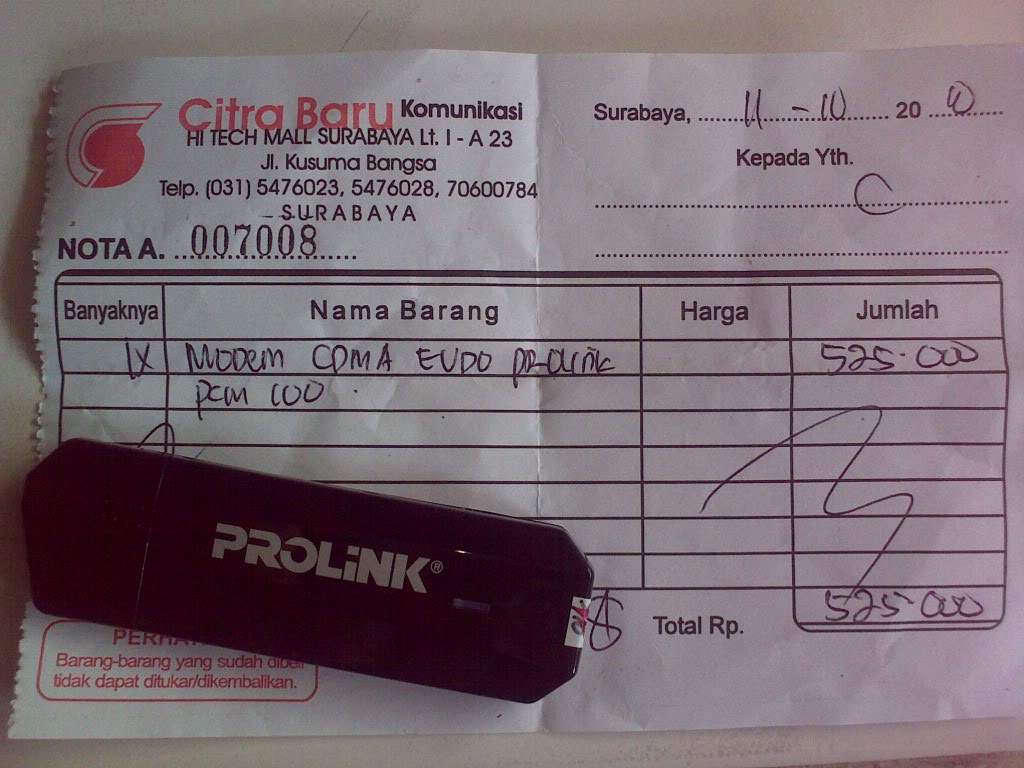 Citra Baru Komunikasi
HI TECH MALL SURABAYA Lt. I - A 23
Jl. Kusuma Bangsa
Telp. (031) 5476023, 5476028, 70600784
SURABAYA
NOTA A. 007008
Surabaya, 11 - 10 20 10
Kepada Yth.
Banyaknya Nama Barang Harga Jumlah
1X Modem CDMA EVDO Prolink 525.000
PCM 100
PROLiNK®
Total Rp. 525.000
Barang-barang yang sudah dibeli
tidak dapat ditukar/dikembalikan.